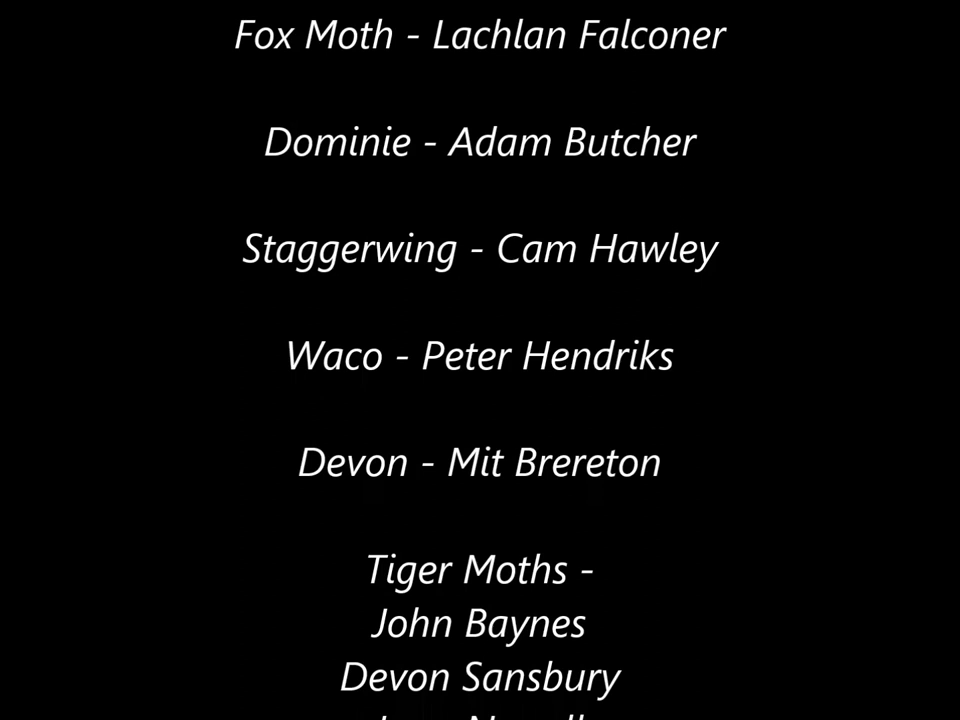 Fox Moth - Lachlan Falconer
Dominie - Adam Butcher
Staggerwing - Cam Hawley
Waco - Peter Hendriks
Devon - Mit Brereton
Tiger Moths -
John Baynes
Devon Sansbury